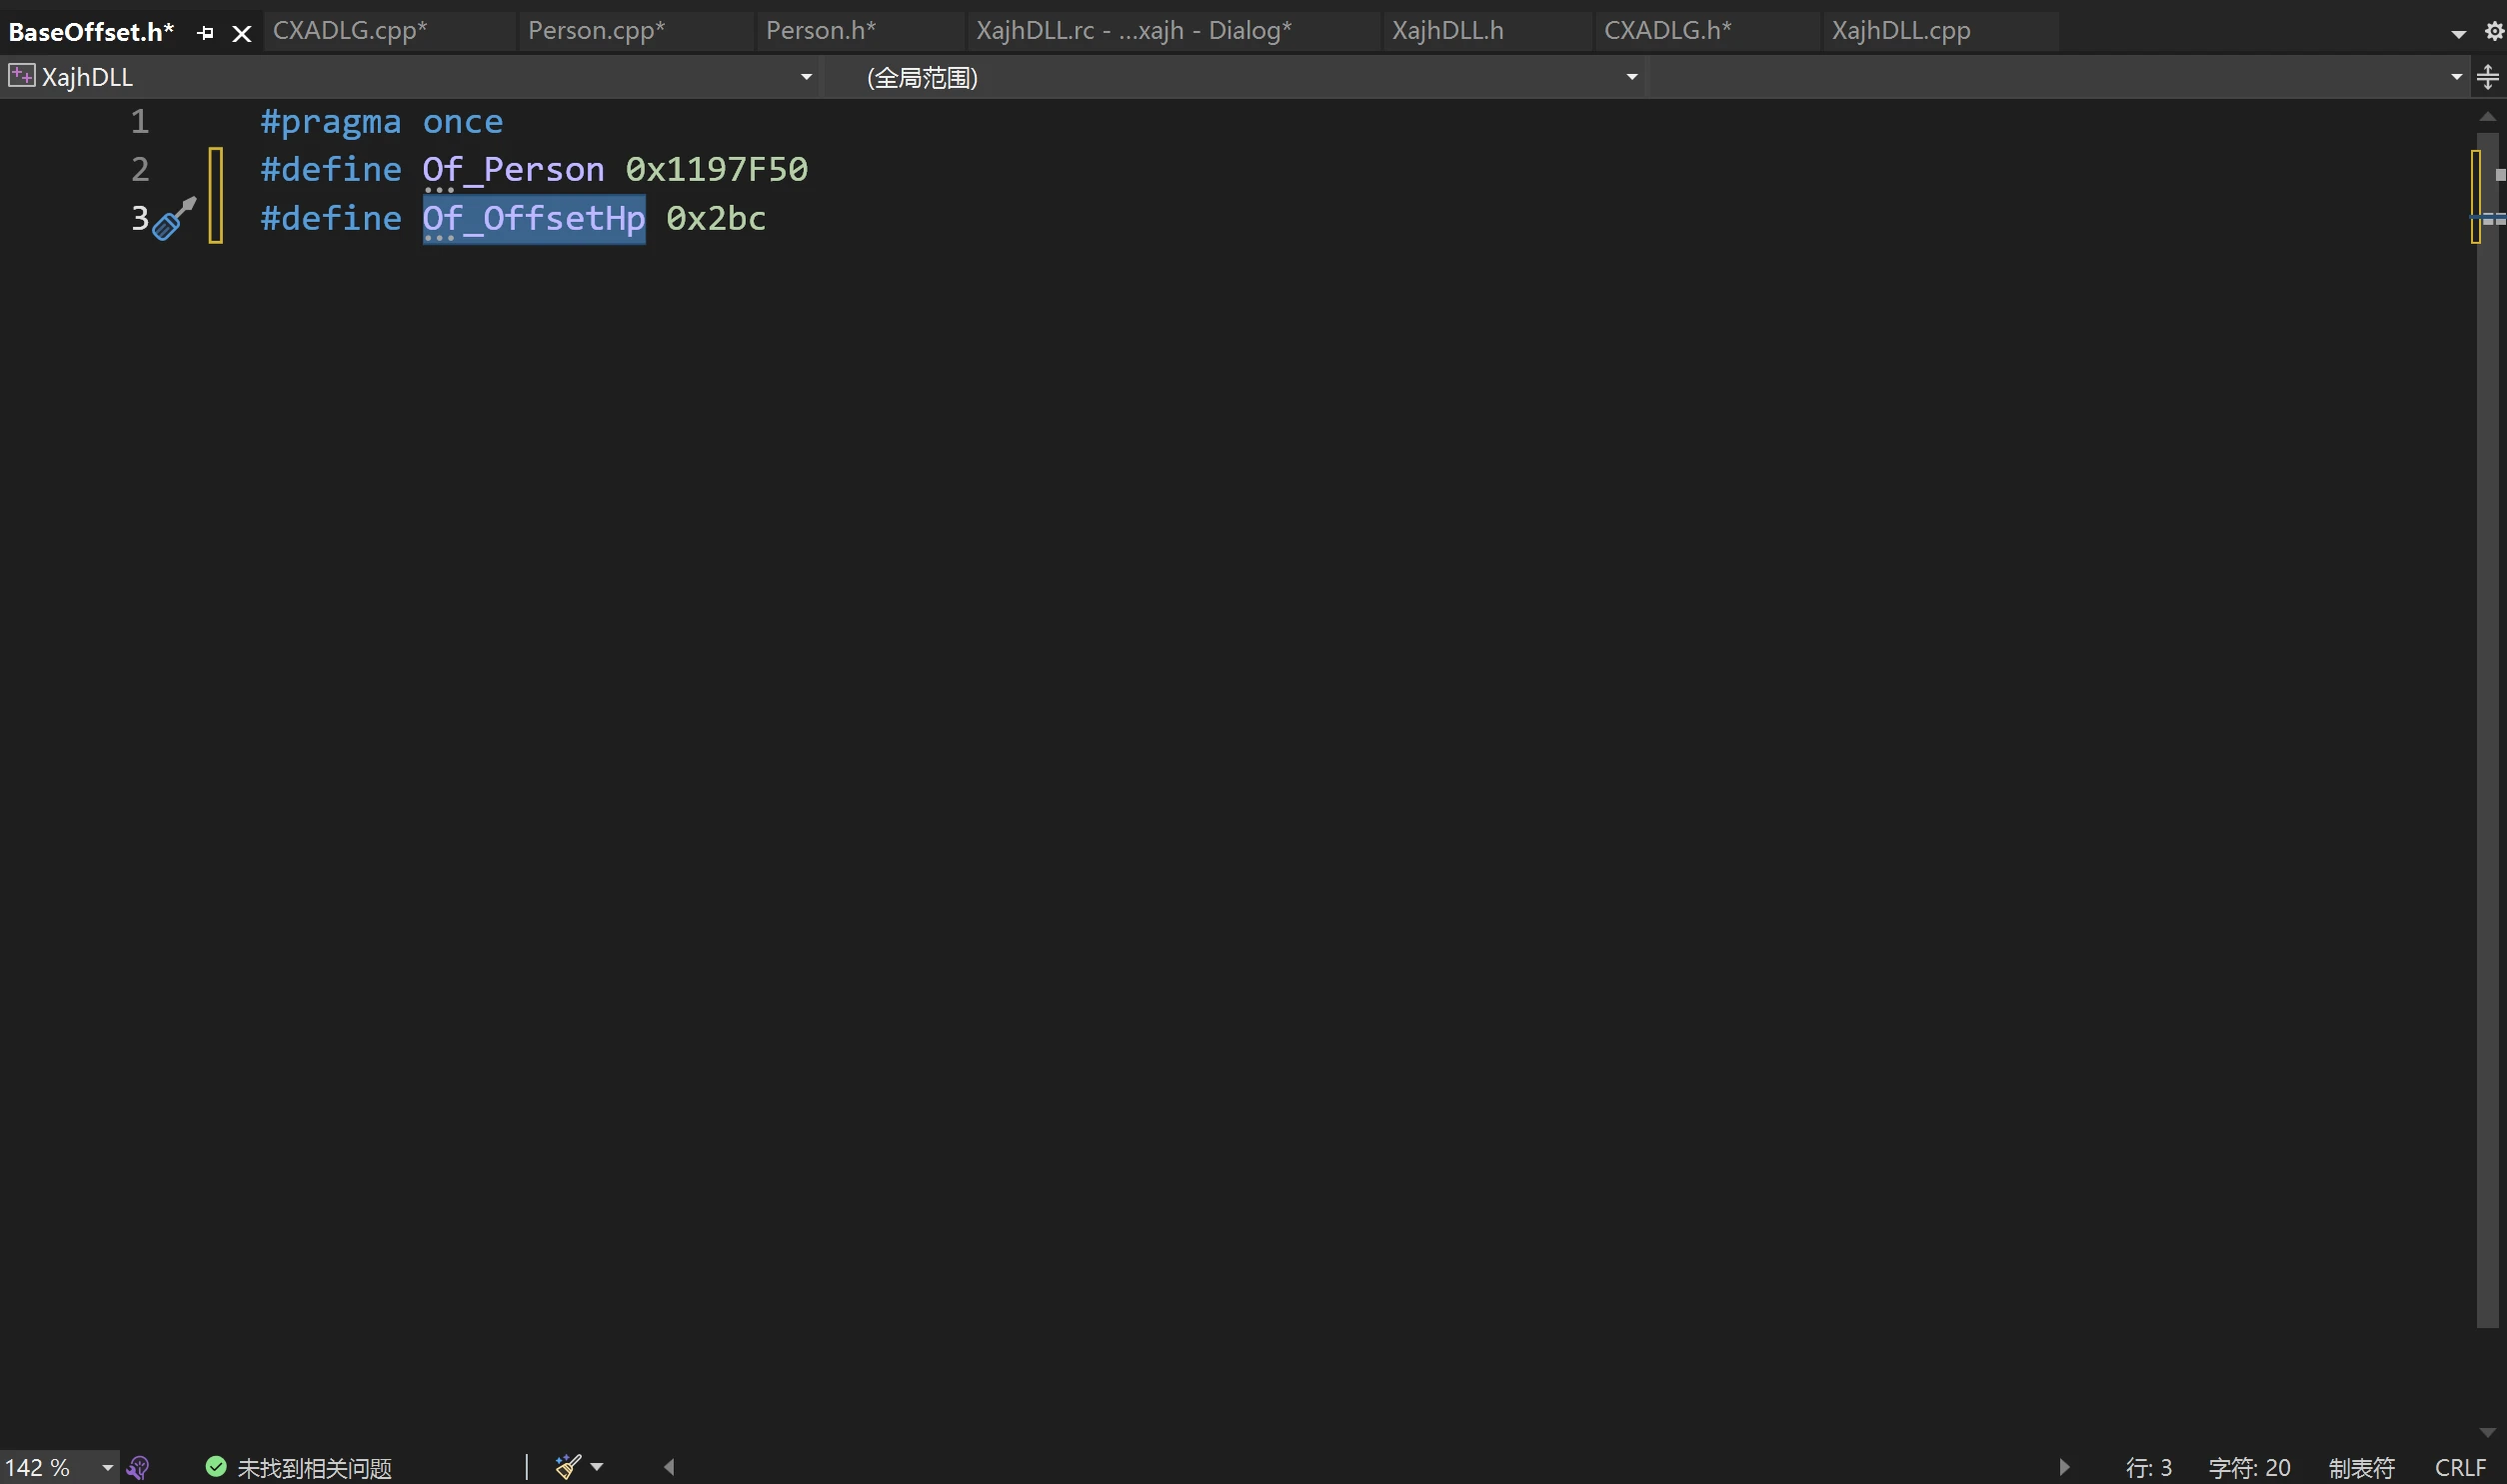 BaseOffset.h* CXADLG.cpp* Person.cpp* Person.h* XajhDLL.rc - ...xajh - Dialog* XajhDLL.h CXADLG.h* XajhDLL.cpp
XajhDLL (全局范围)
1 #pragma once
2 #define Of_Person 0x1197F50
3 #define Of_OffsetHp 0x2bc
142 % 未找到相关问题 行: 3 字符: 20 制表符 CRLF